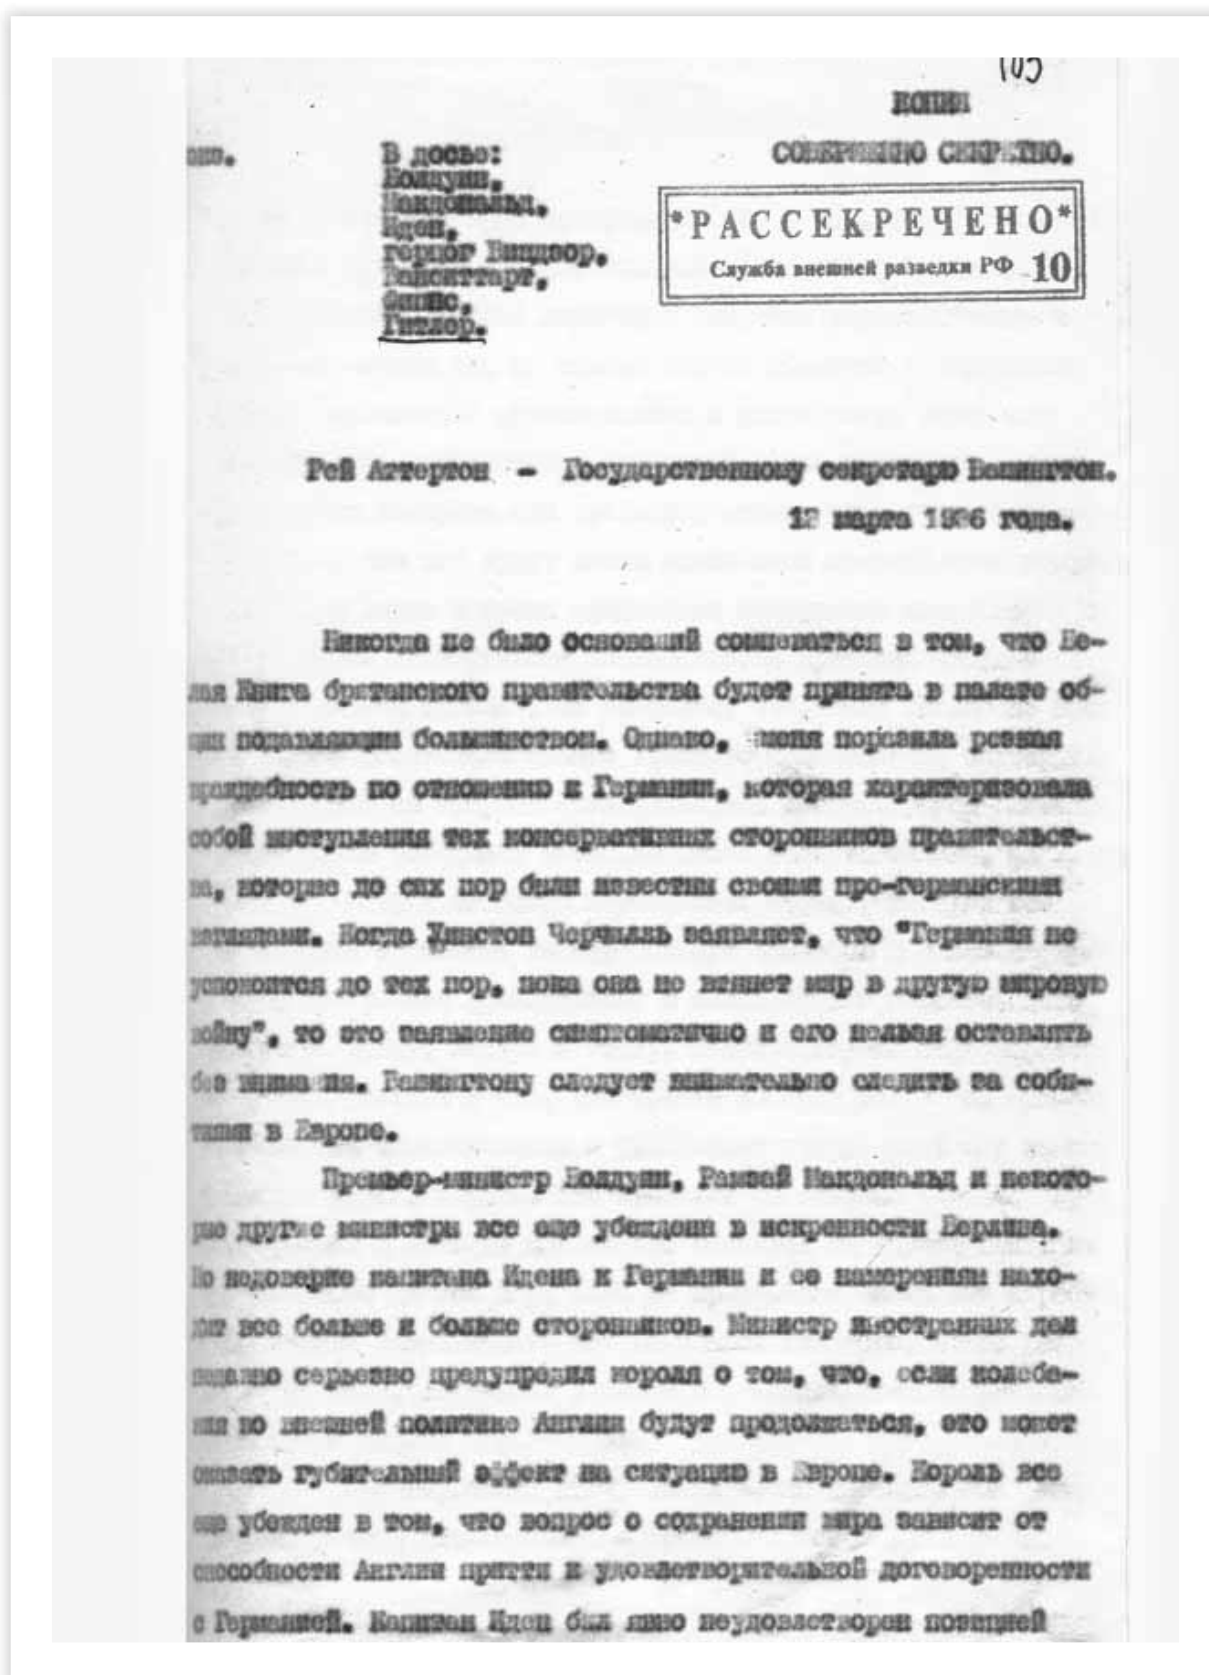 105
КОПИЯ
СОВЕРШЕННО СЕКРЕТНО.
В досье:
Болдуин,
Макдональд,
Иден,
герцог Виндзор,
Ванситтарт,
Фиппс,
Гитлер.
*РАССЕКРЕЧЕНО*
Служба внешней разведки РФ 10
Рей Аттертон - Государственному секретарю Вашингтон.
марта 1936 года.
Никогда не было оснований сомневаться в том, что Бе-
лая Книга британского правительства будет принята в палате об-
щин подавляющим большинством. Однако, меня поразила резкая
враждебность по отношению к Германии, которая характеризовала
собой выступления тех консервативных сторонников правительст-
ва, которые до сих пор были известны своими про-германскими
взглядами. Когда Уинстон Черчилль заявляет, что "Германия не
успокоится до тех пор, пока она не втянет мир в другую мировую
войну", то это заявление симптоматично и его нельзя оставлять
без внимания. Вашингтону следует внимательно следить за собы-
тиями в Европе.
Премьер-министр Болдуин, Рамзай Макдональд и некото-
рые другие министры все еще убеждены в искренности Берлина.
Но недоверие капитана Идена к Германии и ее намерениям нахо-
дит все больше и больше сторонников. Министр иностранных дел
недавно серьезно предупредил короля о том, что, если колеба-
ния во внешней политике Англии будут продолжаться, это может
оказать губительный эффект на ситуацию в Европе. Король все
еще убежден в том, что вопрос о сохранении мира зависит от
способности Англии притти к удовлетворительной договоренности
с Германией. Капитан Иден был явно неудовлетворен позицией